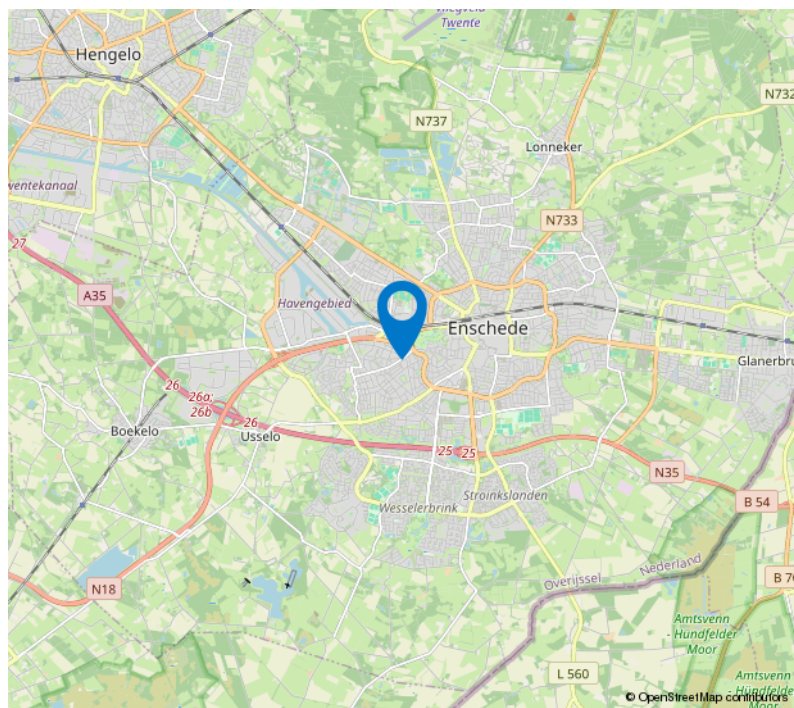 Vliegveld
Twente
Hengelo
N737
N732
Lonneker
Twentekanaal
N733
27
A35
Havengebied
Enschede
Glanerbru
26
26a;
26b
26
Boekelo
Usselo
25
25
N35
Wesselerbrink
Stroinkslanden
B 54
Nederland
Overijssel
N18
B 70
Amtsvenn
- Hündfelder
Moor
L 560
Amtsvenn
- Hündfelder
Moor
© OpenStreetMap contributors